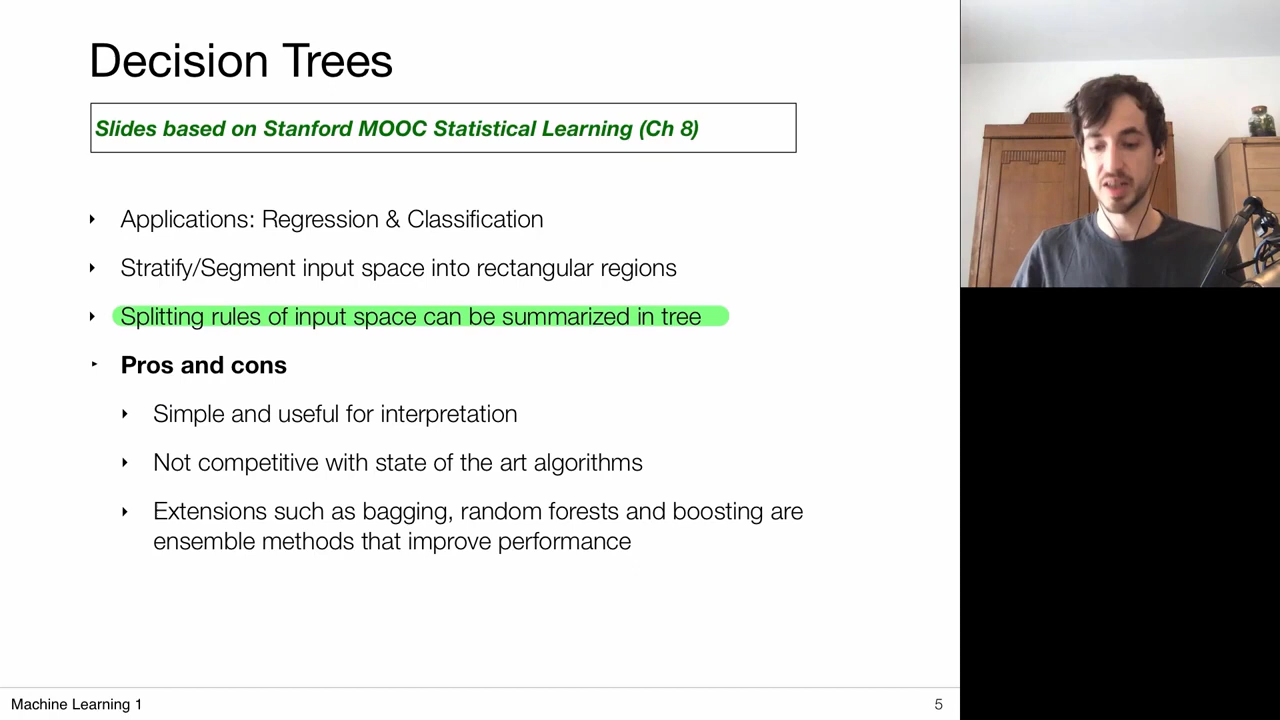 Decision Trees
Slides based on Stanford MOOC Statistical Learning (Ch 8)
Applications: Regression & Classification
Stratify/Segment input space into rectangular regions
Splitting rules of input space can be summarized in tree
Pros and cons
Simple and useful for interpretation
Not competitive with state of the art algorithms
Extensions such as bagging, random forests and boosting are
ensemble methods that improve performance
Machine Learning 1
5